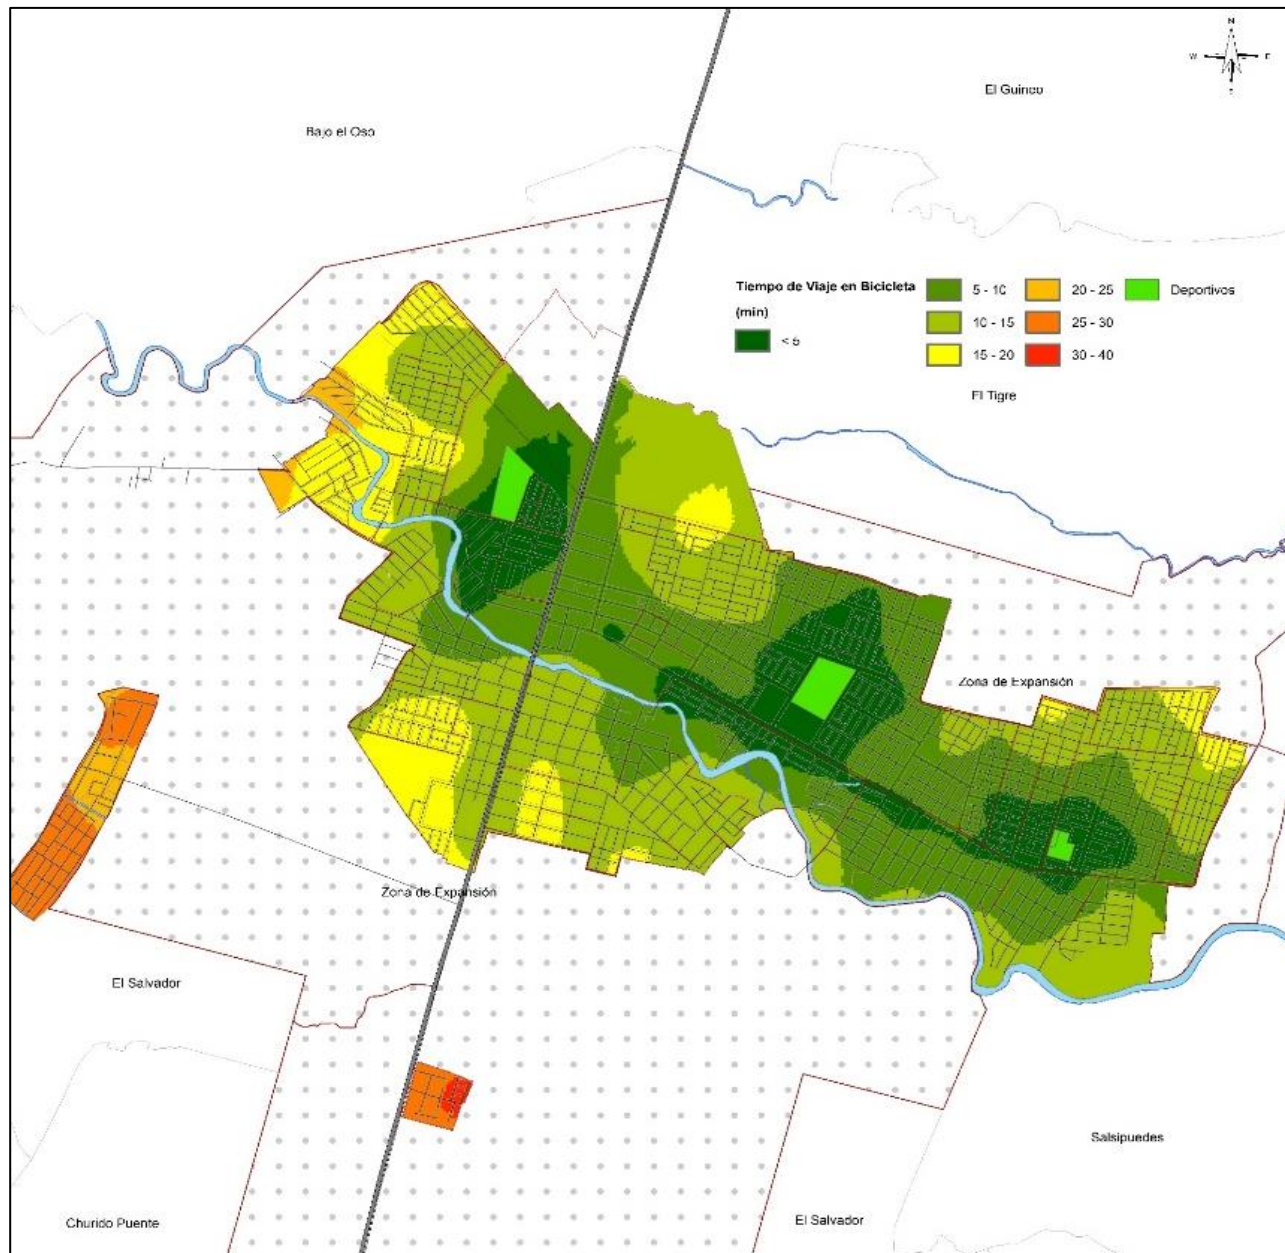 N
W E
S
El Guineo
Bajo el Oso
Tiempo de Viaje en Bicicleta
(min)
< 5
5 - 10
10 - 15
15 - 20
20 - 25
25 - 30
30 - 40
Deportivos
El Tigre
Zona de Expansión
Zona de Expansión
El Salvador
Salsipuedes
Churido Puente
El Salvador